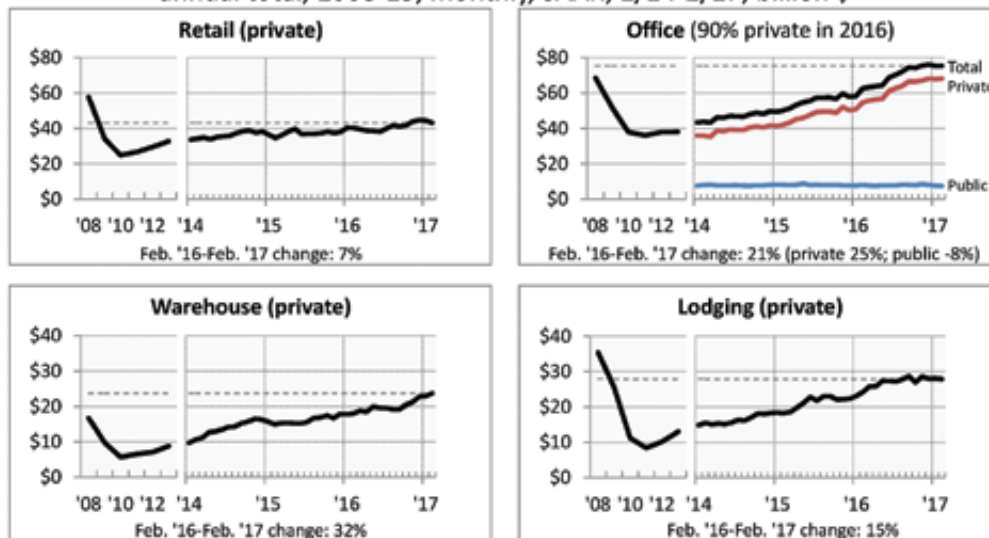 Retail (private)
$80
$60
$40
$20
$0
'08 '10 '12 '14 '15 '16 '17
Feb. '16-Feb. '17 change: 7%
Office (90% private in 2016)
$80
$60
$40
$20
$0
Total
Private
Public
'08 '10 '12 '14 '15 '16 '17
Feb. '16-Feb. '17 change: 21% (private 25%; public -8%)
Warehouse (private)
$40
$30
$20
$10
$0
'08 '10 '12 '14 '15 '16 '17
Feb. '16-Feb. '17 change: 32%
Lodging (private)
$40
$30
$20
$10
$0
'08 '10 '12 '14 '15 '16 '17
Feb. '16-Feb. '17 change: 15%